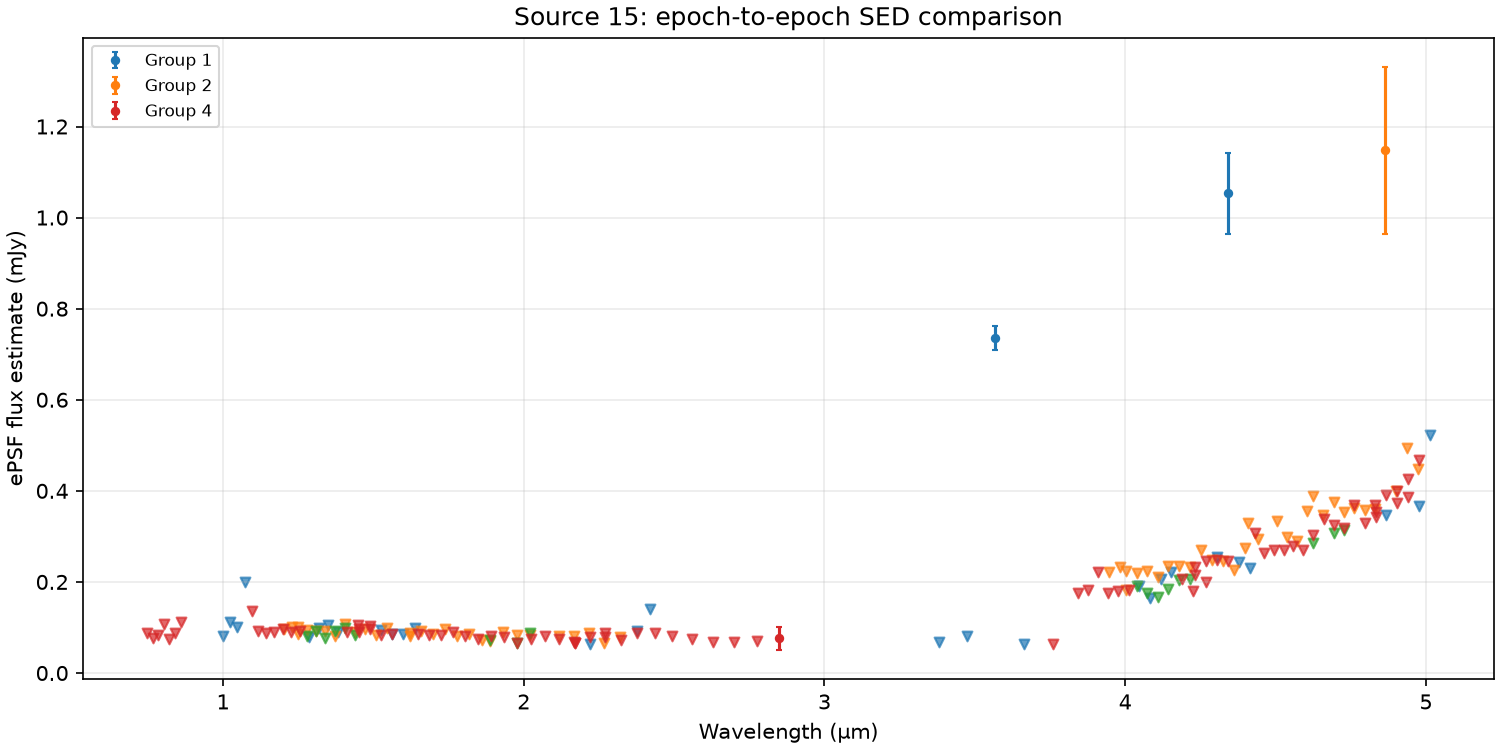 Source 15: epoch-to-epoch SED comparison
Group 1
Group 2
Group 4
ePSF flux estimate (mJy)
1.2
1.0
0.8
0.6
0.4
0.2
0.0
1 2 3 4 5
Wavelength (µm)